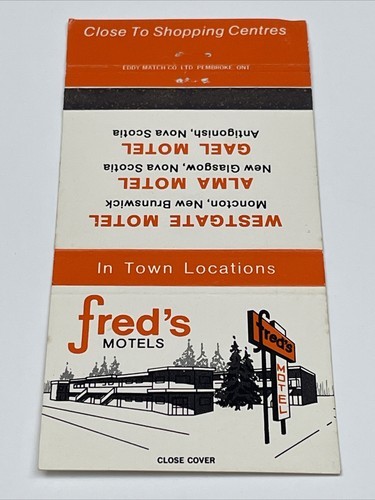 Close To Shopping Centres
EDDY MATCH CO. LTD. PEMBROKE, ONT.
WESTGATE MOTEL
Moncton, New Brunswick
ALMA MOTEL
New Glasgow, Nova Scotia
GAEL MOTEL
Antigonish, Nova Scotia
In Town Locations
fred's
MOTELS
fred's
MOTEL
CLOSE COVER